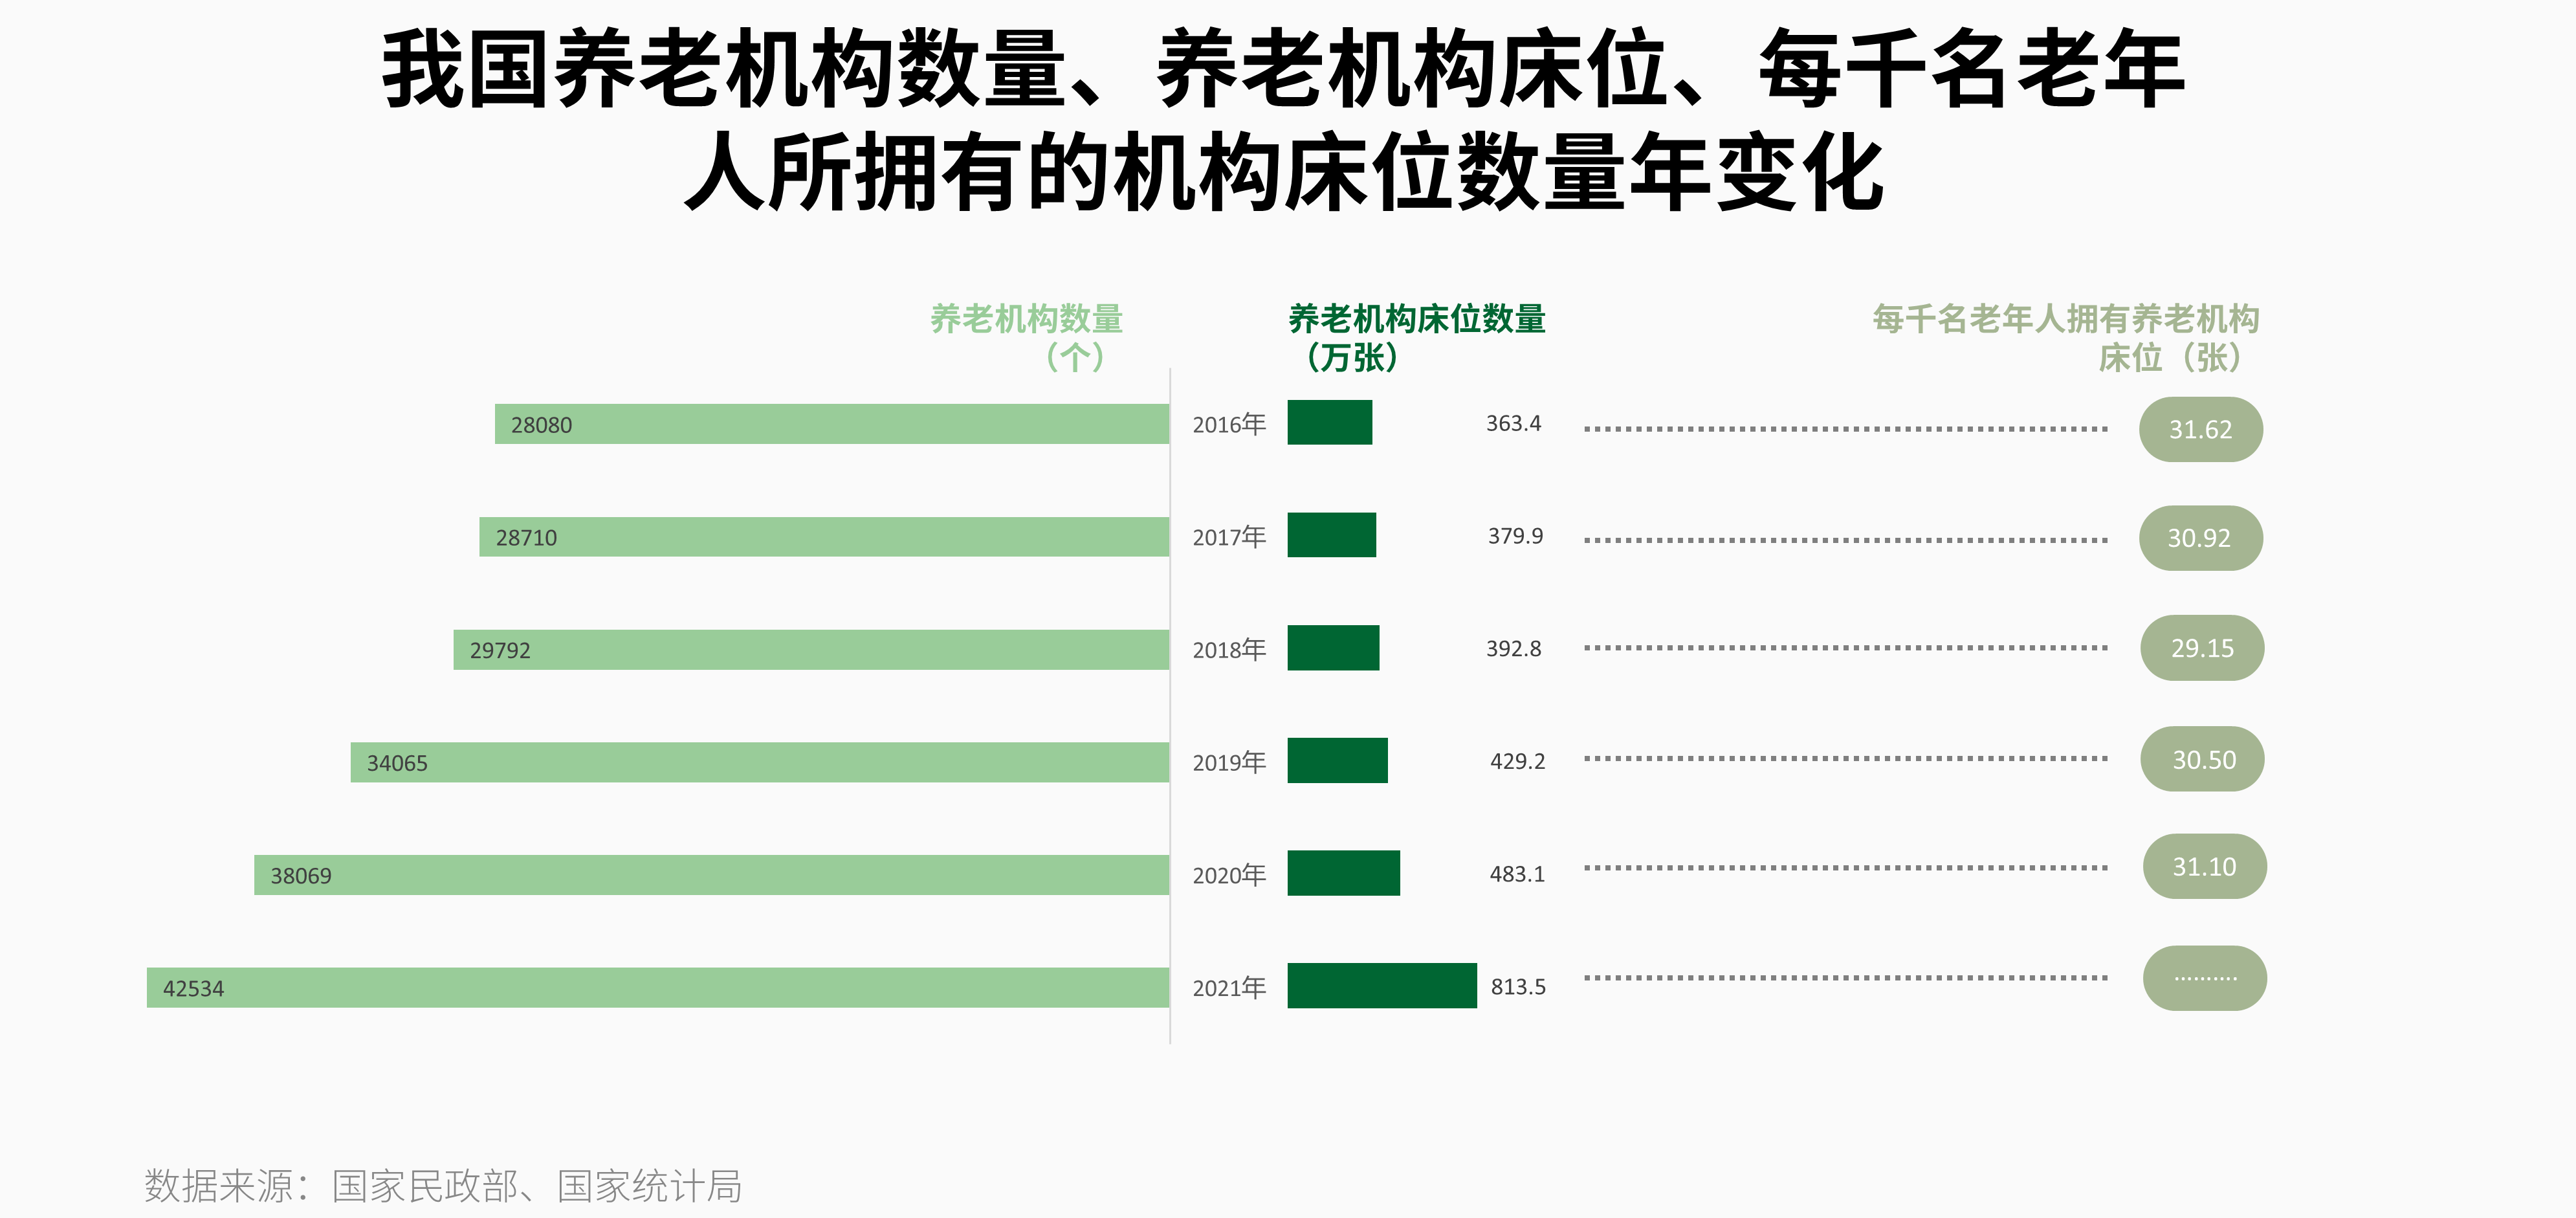 我国养老机构数量、养老机构床位、每千名老年
人所拥有的机构床位数量年变化
养老机构数量
（个）
养老机构床位数量
（万张）
每千名老年人拥有养老机构
床位（张）
28080 2016年 363.4 31.62
28710 2017年 379.9 30.92
29792 2018年 392.8 29.15
34065 2019年 429.2 30.50
38069 2020年 483.1 31.10
42534 2021年 813.5 ..........
数据来源：国家民政部、国家统计局